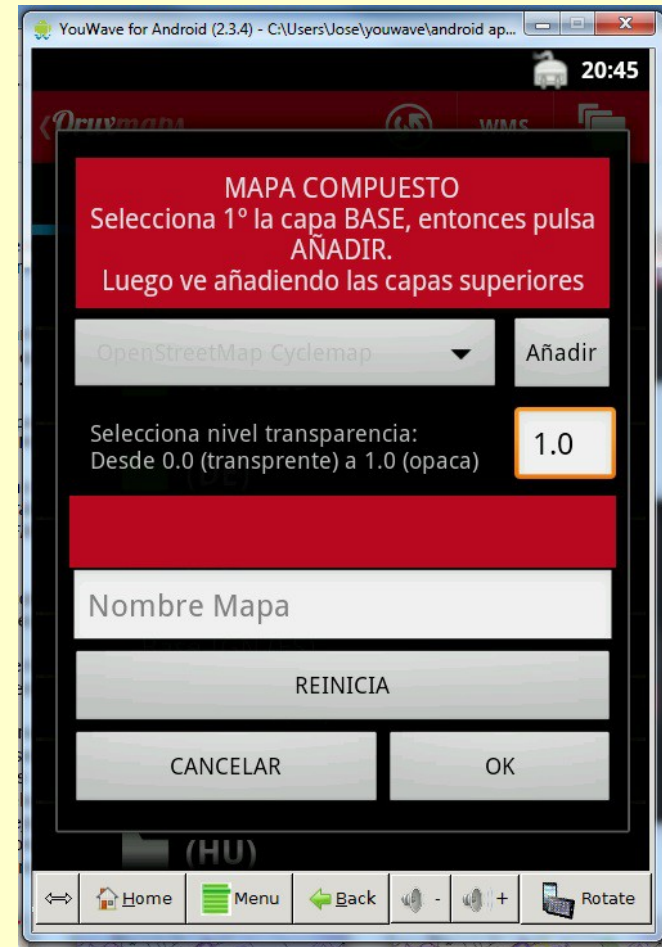 YouWave for Android (2.3.4) - C:\Users\Jose\youwave\android ap...
20:45
Oruxmaps
WMS
MAPA COMPUESTO
Selecciona 1º la capa BASE, entonces pulsa
AÑADIR.
Luego ve añadiendo las capas superiores
OpenStreetMap Cyclemap
Añadir
Selecciona nivel transparencia:
Desde 0.0 (transprente) a 1.0 (opaca)
1.0
(DE)
Nombre Mapa
REINICIA
CANCELAR
OK
(HU)
Home
Menu
Back
-
+
Rotate